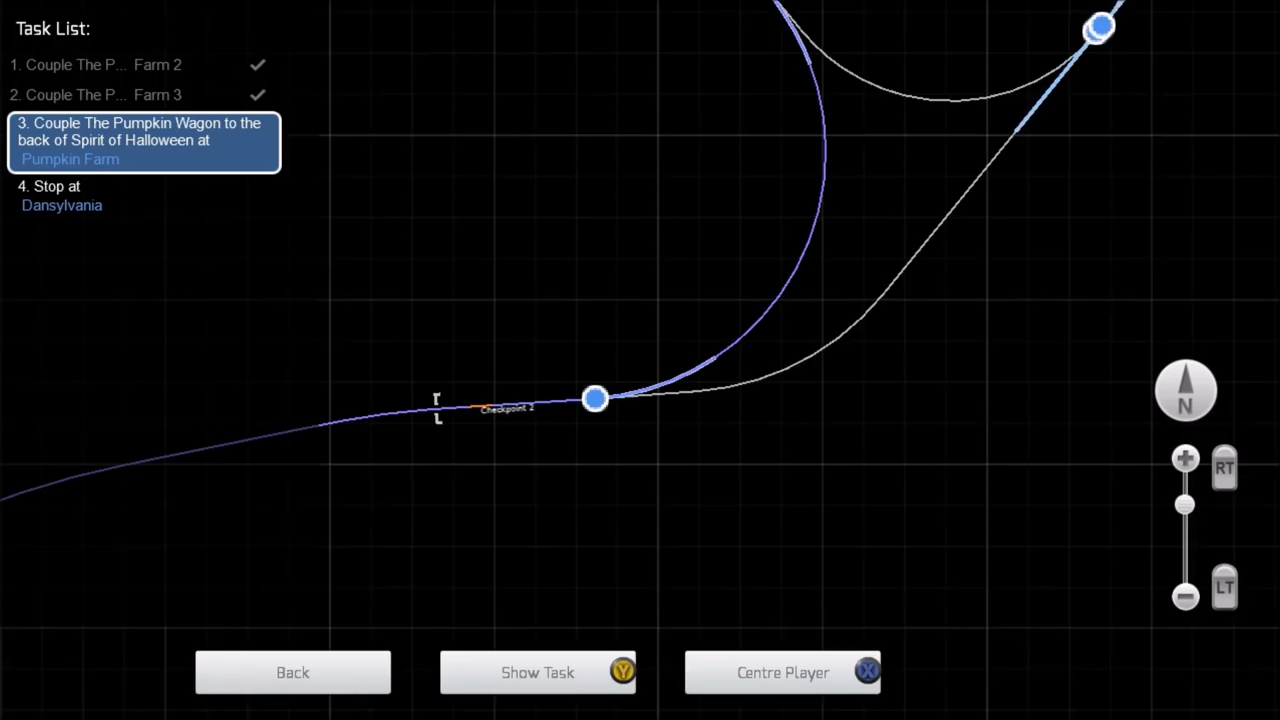 Task List:
1. Couple The P... Farm 2
2. Couple The P... Farm 3
3. Couple The Pumpkin Wagon to the
back of Spirit of Halloween at
Pumpkin Farm
4. Stop at
Dansylvania
Checkpoint 2
N
RT
LT
Back
Show Task Y
Centre Player X